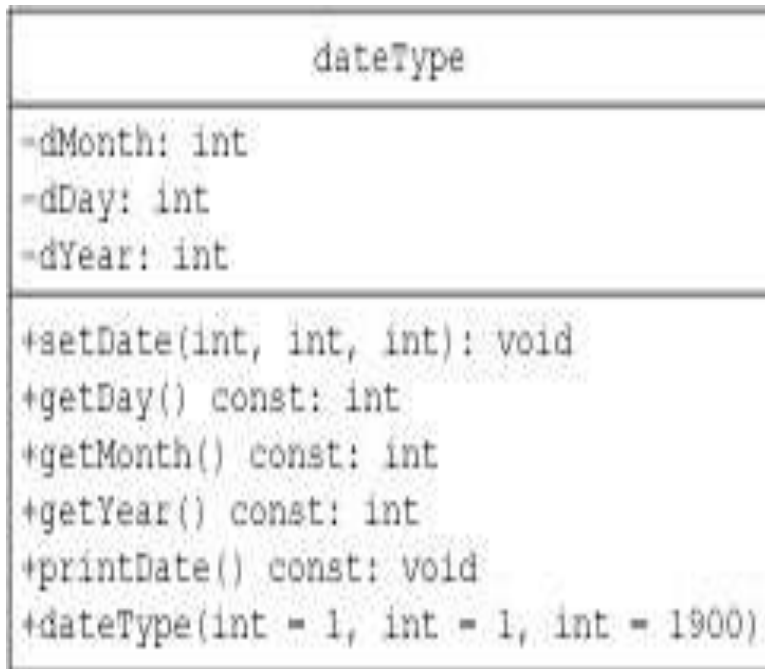 dateType
-dMonth: int
-dDay: int
-dYear: int
+setDate(int, int, int): void
+getDay() const: int
+getMonth() const: int
+getYear() const: int
+printDate() const: void
+dateType(int = 1, int = 1, int = 1900)